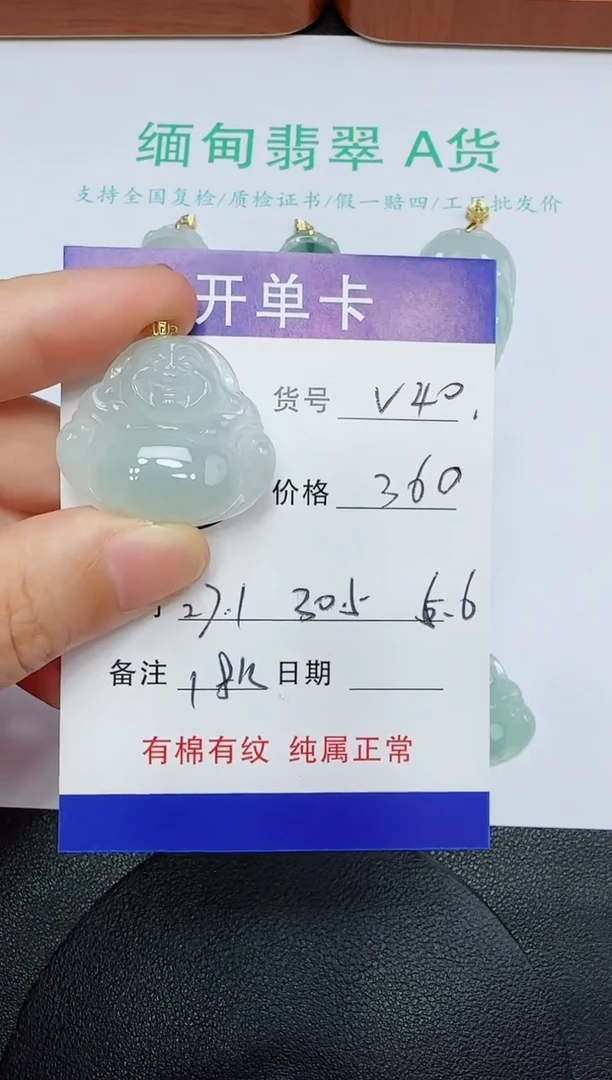 缅甸翡翠 A货
支持全国复检/质检证书/假一赔四/工厂批发价
开单卡
货号 V40.
价格 360
27.1 30.5 6.6
备注 18K 日期
有棉有纹 纯属正常